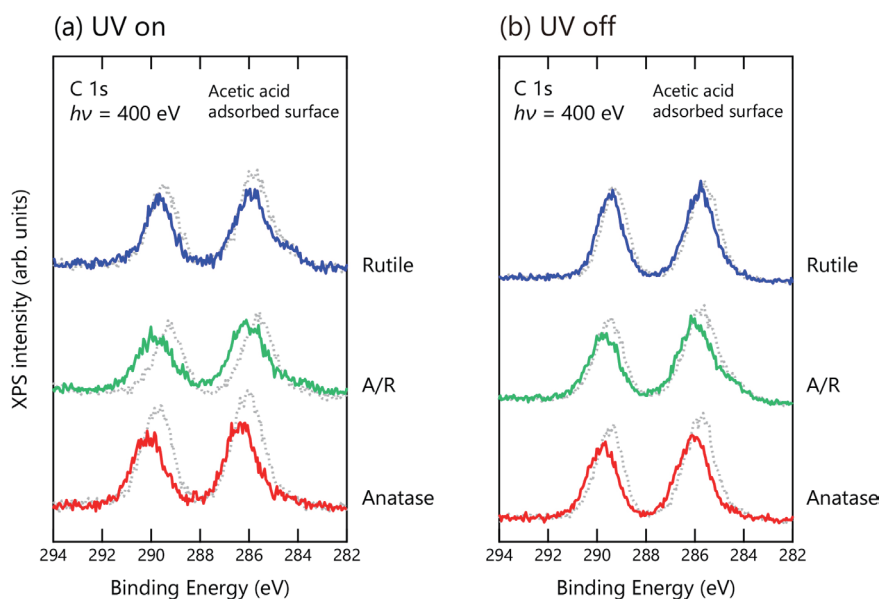 (a) UV on
C 1s
hν = 400 eV
Acetic acid
adsorbed surface
XPS intensity (arb. units)
Rutile
A/R
Anatase
294 292 290 288 286 284 282
Binding Energy (eV)
(b) UV off
C 1s
hν = 400 eV
Acetic acid
adsorbed surface
Rutile
A/R
Anatase
294 292 290 288 286 284 282
Binding Energy (eV)